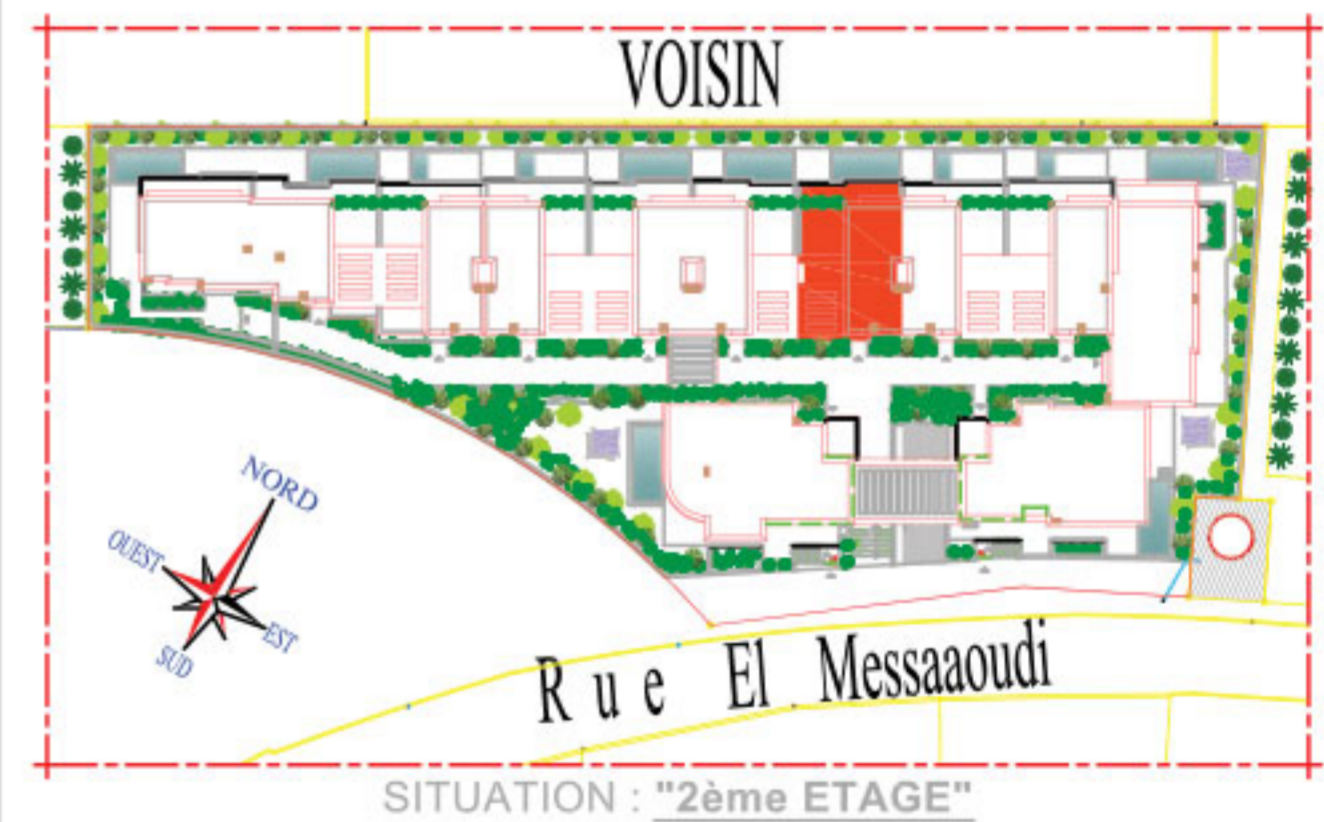 VOISIN
NORD
OUEST
EST
SUD
Rue El Messaaoudi
SITUATION : "2ème ETAGE"